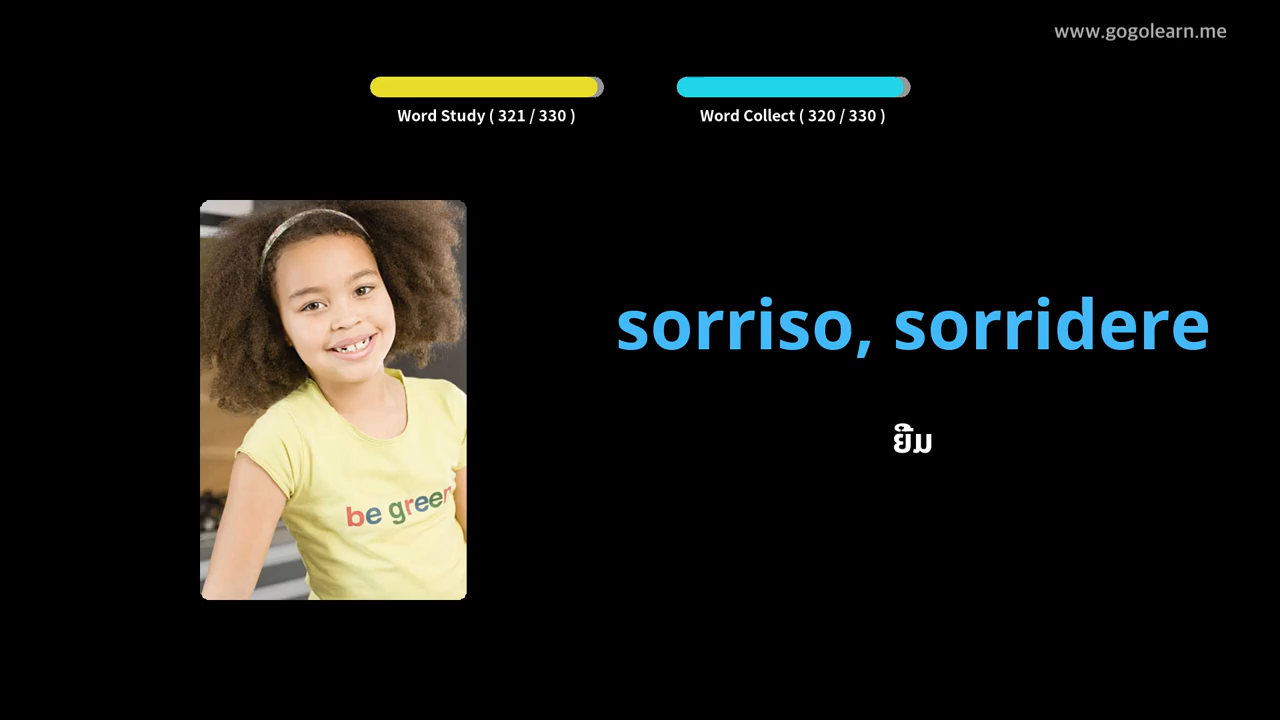 www.gogolearn.me
Word Study ( 321 / 330 )
Word Collect ( 320 / 330 )
sorriso, sorridere
ຍີ້ມ
be green